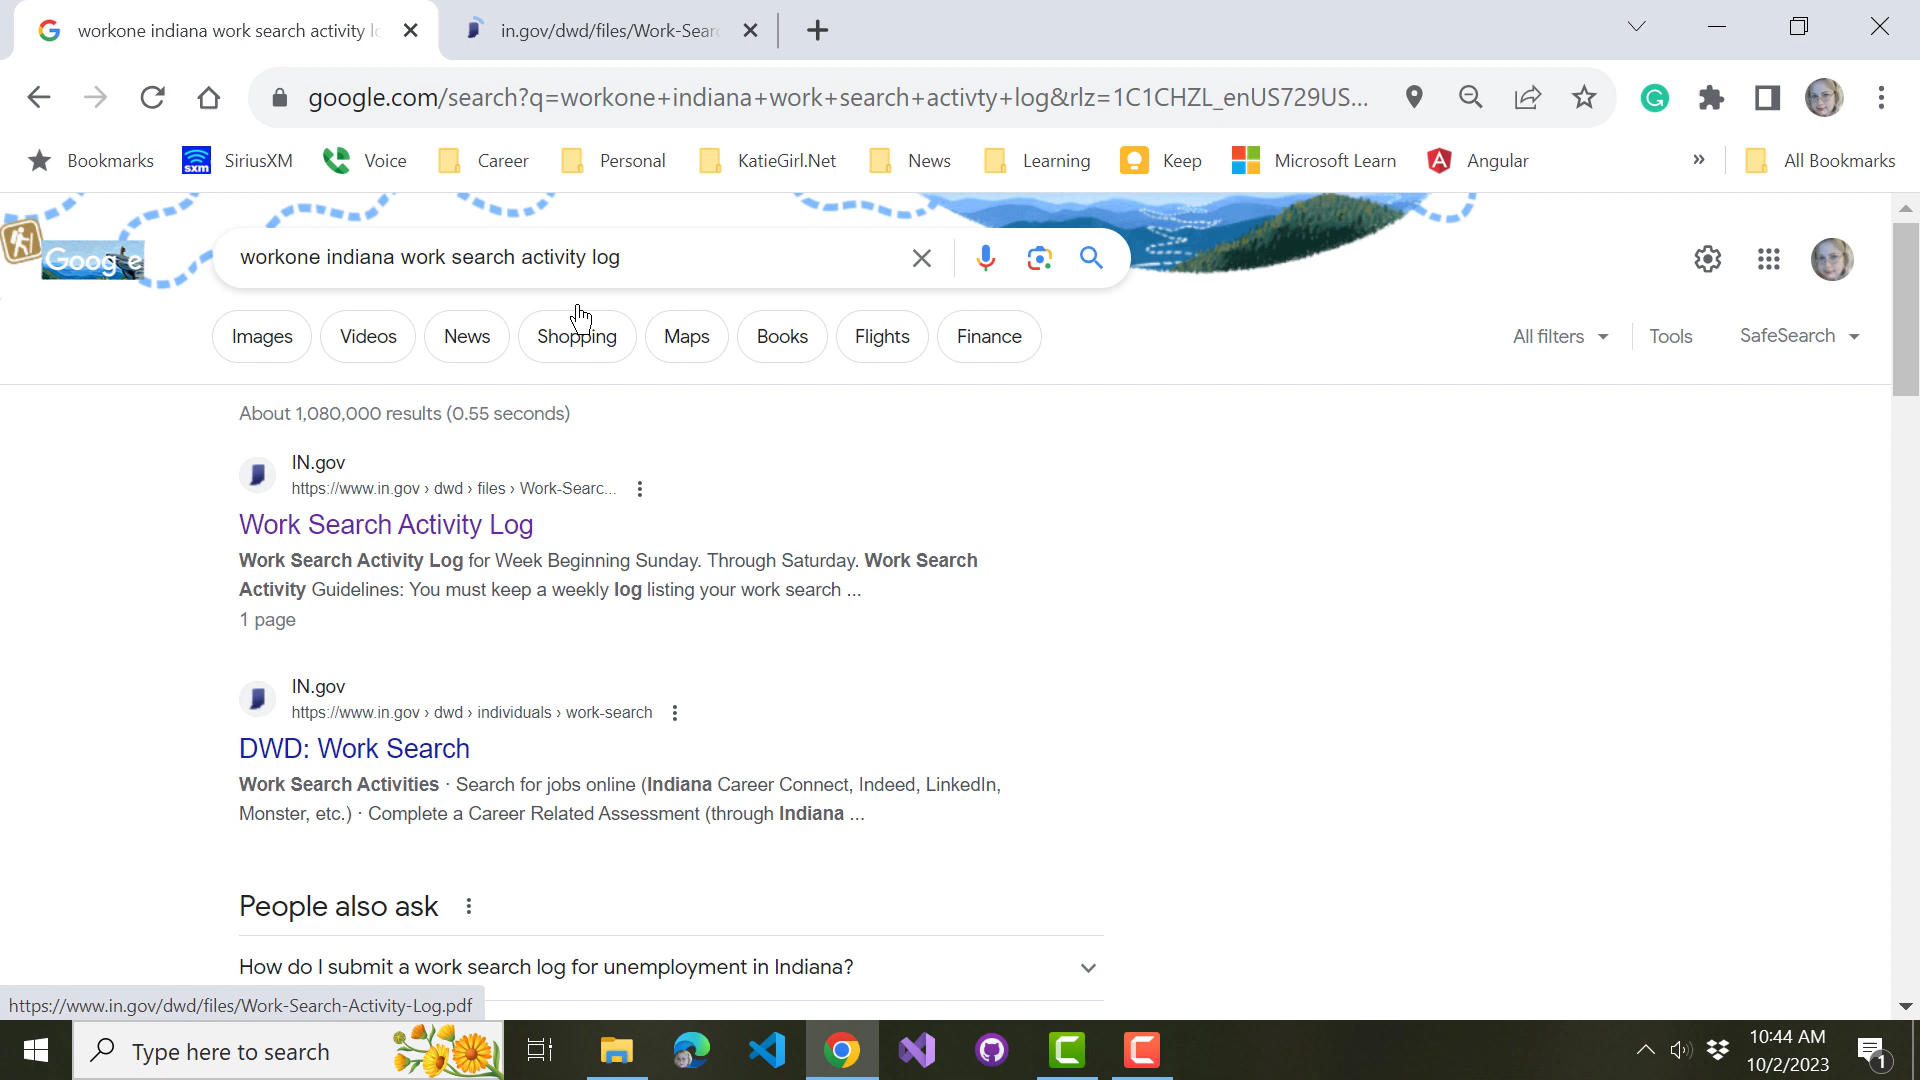 workone indiana work search activity lo
in.gov/dwd/files/Work-Sear
google.com/search?q=workone+indiana+work+search+activty+log&rlz=1C1CHZL_enUS729US...
Bookmarks
sxm
SiriusXM
Voice
Career
Personal
KatieGirl.Net
News
Learning
Keep
Microsoft Learn
Angular
»
All Bookmarks
Google
workone indiana work search activity log
Images
Videos
News
Shopping
Maps
Books
Flights
Finance
All filters
Tools
SafeSearch
About 1,080,000 results (0.55 seconds)
IN.gov
https://www.in.gov › dwd › files › Work-Searc...
Work Search Activity Log
Work Search Activity Log for Week Beginning Sunday. Through Saturday. Work Search
Activity Guidelines: You must keep a weekly log listing your work search ...
1 page
IN.gov
https://www.in.gov › dwd › individuals › work-search
DWD: Work Search
Work Search Activities · Search for jobs online (Indiana Career Connect, Indeed, LinkedIn,
Monster, etc.) · Complete a Career Related Assessment (through Indiana ...
People also ask
How do I submit a work search log for unemployment in Indiana?
https://www.in.gov/dwd/files/Work-Search-Activity-Log.pdf
Type here to search
10:44 AM
10/2/2023
1